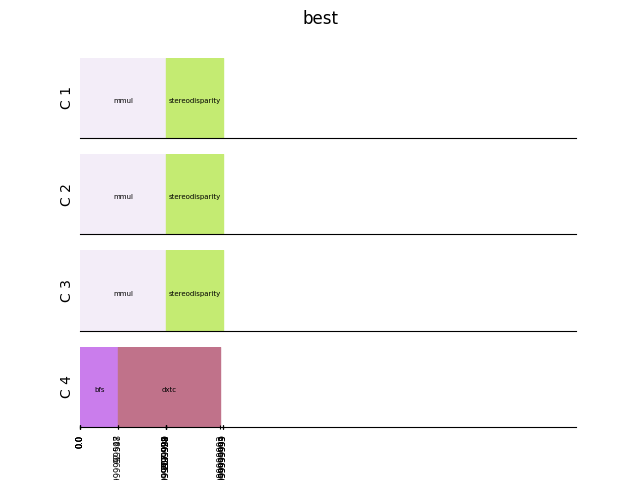 best
C 1
mmul
stereodisparity
C 2
mmul
stereodisparity
C 3
mmul
stereodisparity
C 4
bfs
dxtc
0.0